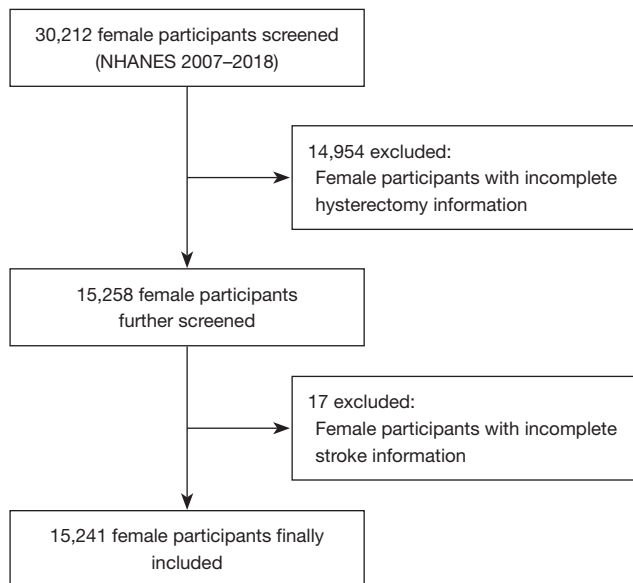 30,212 female participants screened
(NHANES 2007–2018)
14,954 excluded:
Female participants with incomplete
hysterectomy information
15,258 female participants
further screened
17 excluded:
Female participants with incomplete
stroke information
15,241 female participants finally
included